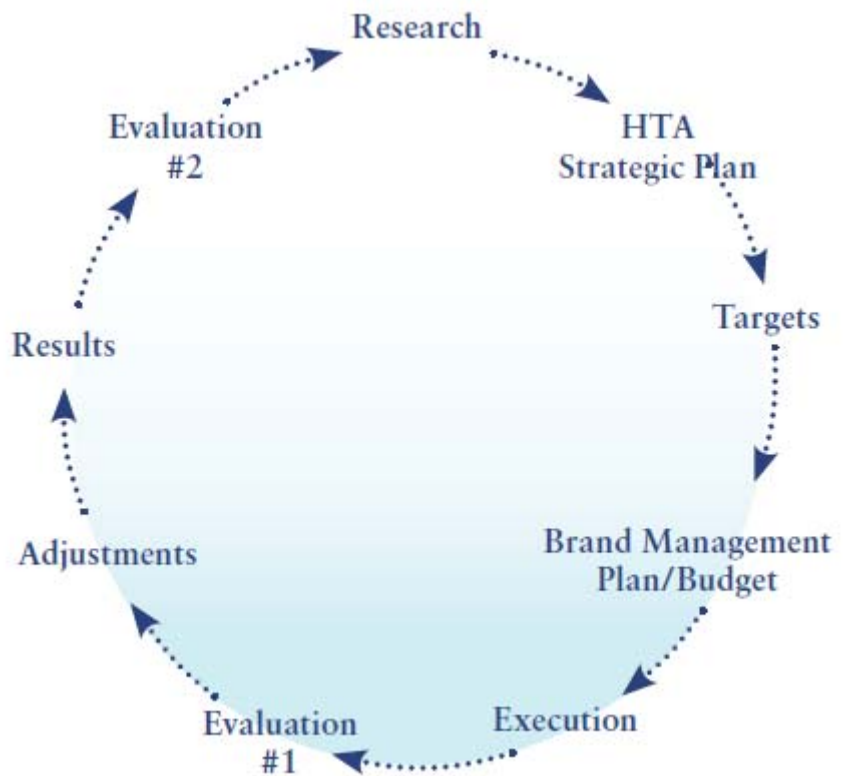 Research
HTA
Strategic Plan
Targets
Brand Management
Plan/Budget
Execution
Evaluation
#1
Adjustments
Results
Evaluation
#2